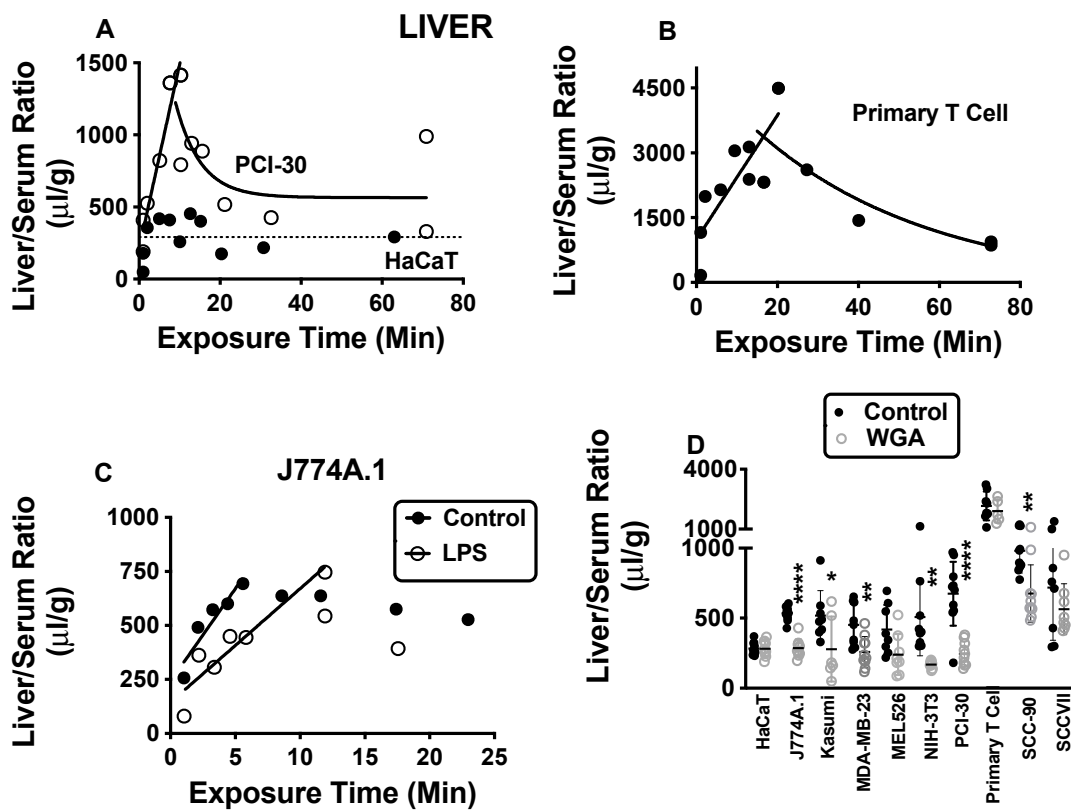 A
LIVER
Liver/Serum Ratio
(µl/g)
1500
1000
500
0
PCI-30
HaCaT
0 20 40 60 80
Exposure Time (Min)
B
Liver/Serum Ratio
(µl/g)
4500
3000
1500
0
Primary T Cell
0 20 40 60 80
Exposure Time (Min)
C
J774A.1
Liver/Serum Ratio
(µl/g)
1000
750
500
250
0
Control
LPS
0 5 10 15 20 25
Exposure Time (Min)
Control
WGA
D
Liver/Serum Ratio
(µl/g)
4000
1000
1000
500
0
****
*
**
**
****
**
HaCaT
J774A.1
Kasumi
MDA-MB-23
MEL526
NIH-3T3
PCI-30
Primary T Cell
SCC-90
SCCVII